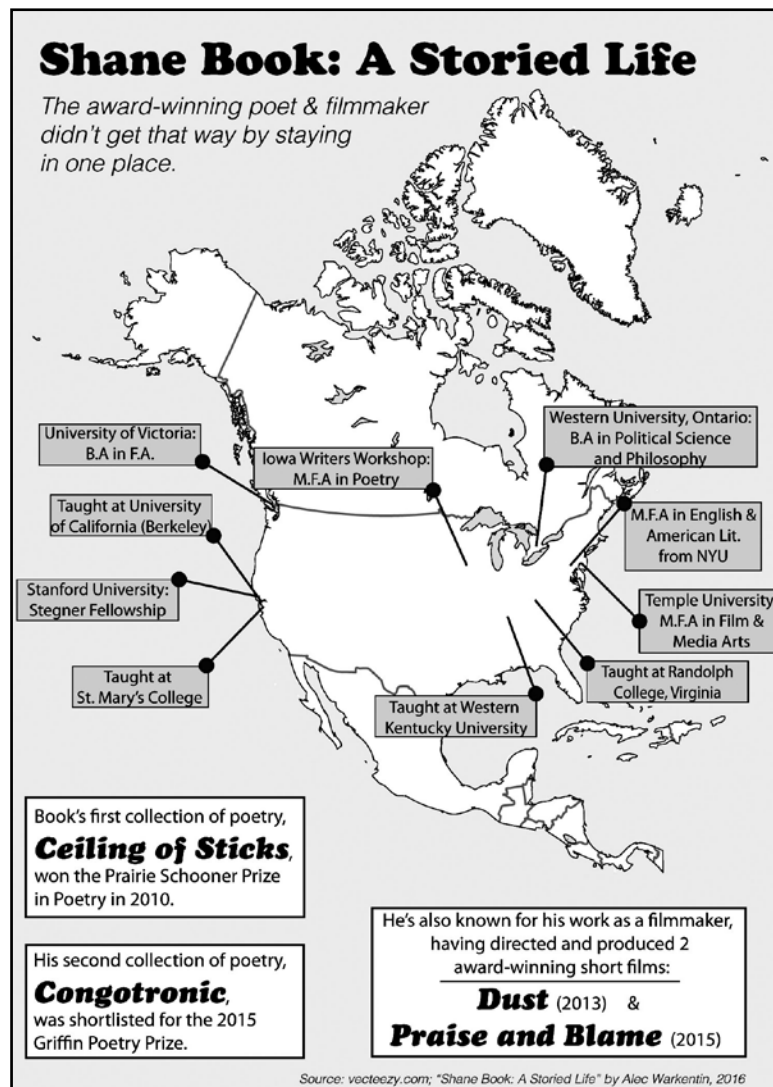 Shane Book: A Storied Life
The award-winning poet & filmmaker
didn't get that way by staying
in one place.
University of Victoria:
B.A in F.A.
Iowa Writers Workshop:
M.F.A in Poetry
Western University, Ontario:
B.A in Political Science
and Philosophy
Taught at University
of California (Berkeley)
M.F.A in English &
American Lit.
from NYU
Stanford University:
Stegner Fellowship
Temple University
M.F.A in Film &
Media Arts
Taught at
St. Mary's College
Taught at Western
Kentucky University
Taught at Randolph
College, Virginia
Book's first collection of poetry,
Ceiling of Sticks,
won the Prairie Schooner Prize
in Poetry in 2010.
His second collection of poetry,
Congotronic,
was shortlisted for the 2015
Griffin Poetry Prize.
He's also known for his work as a filmmaker,
having directed and produced 2
award-winning short films:
Dust (2013) &
Praise and Blame (2015)
Source: vecteezy.com; "Shane Book: A Storied Life" by Alec Warkentin, 2016